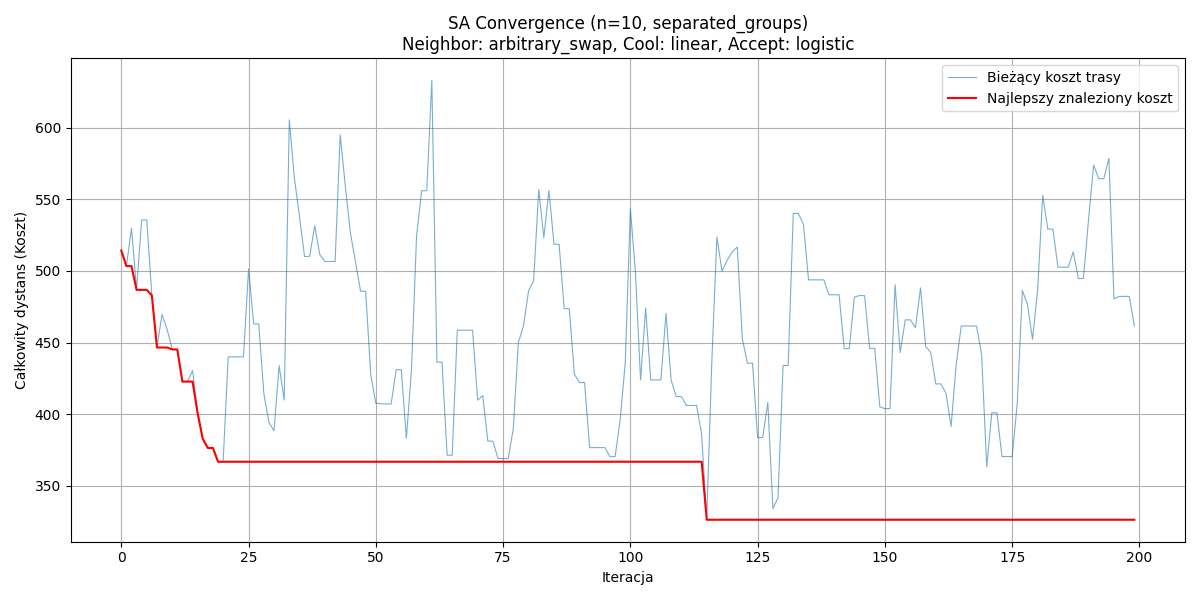 SA Convergence (n=10, separated_groups)
Neighbor: arbitrary_swap, Cool: linear, Accept: logistic
Bieżący koszt trasy
Najlepszy znaleziony koszt
Całkowity dystans (Koszt)
600
550
500
450
400
350
0 25 50 75 100 125 150 175 200
Iteracja